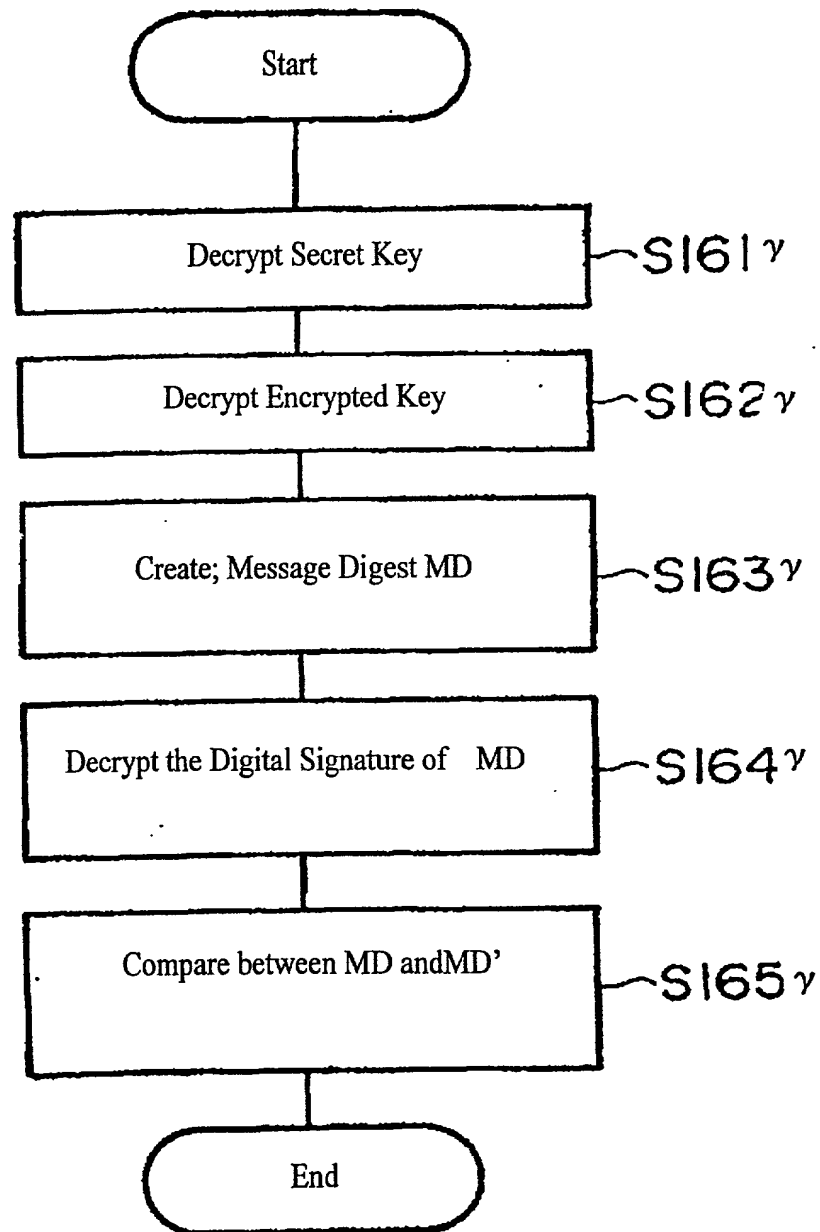 Start
Decrypt Secret Key
S161γ
Decrypt Encrypted Key
S162γ
Create; Message Digest MD
S163γ
Decrypt the Digital Signature of MD
S164γ
Compare between MD andMD’
S165γ
End